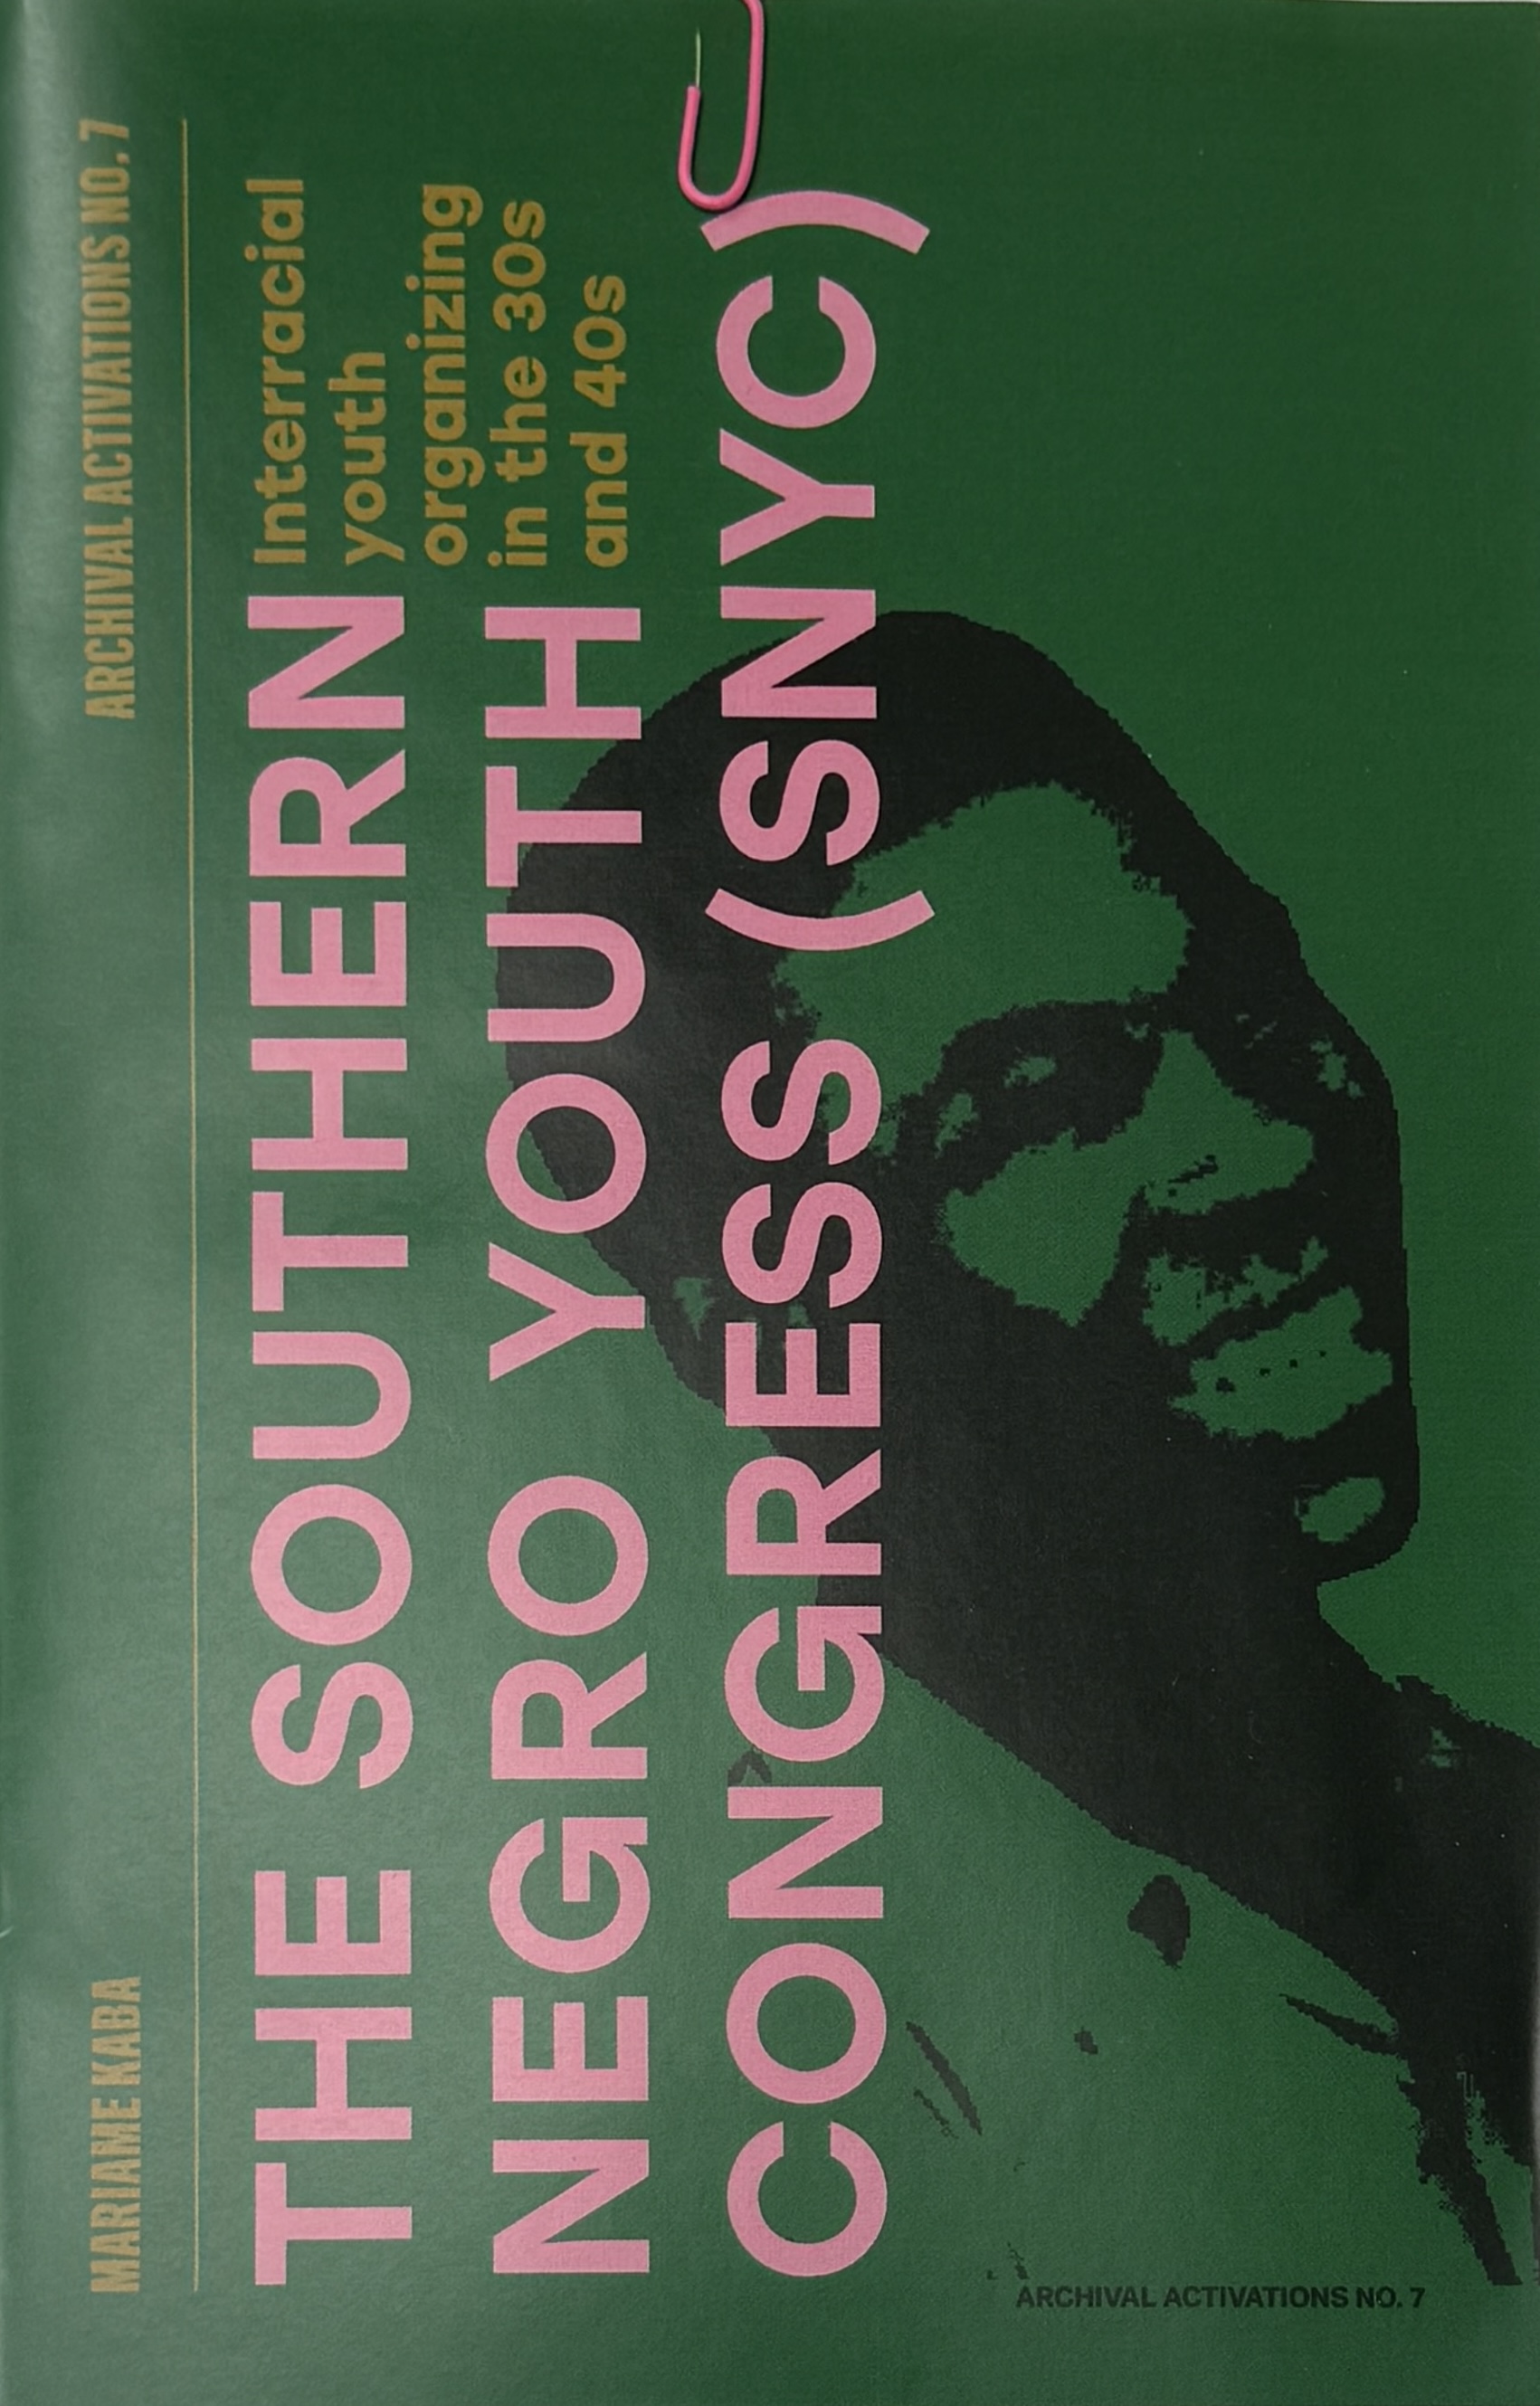 MARIAME KABA
ARCHIVAL ACTIVATIONS NO. 7
THE SOUTHERN
NEGRO YOUTH
CONGRESS (SNYC)
Interracial
youth
organizing
in the 30s
and 40s
ARCHIVAL ACTIVATIONS NO. 7